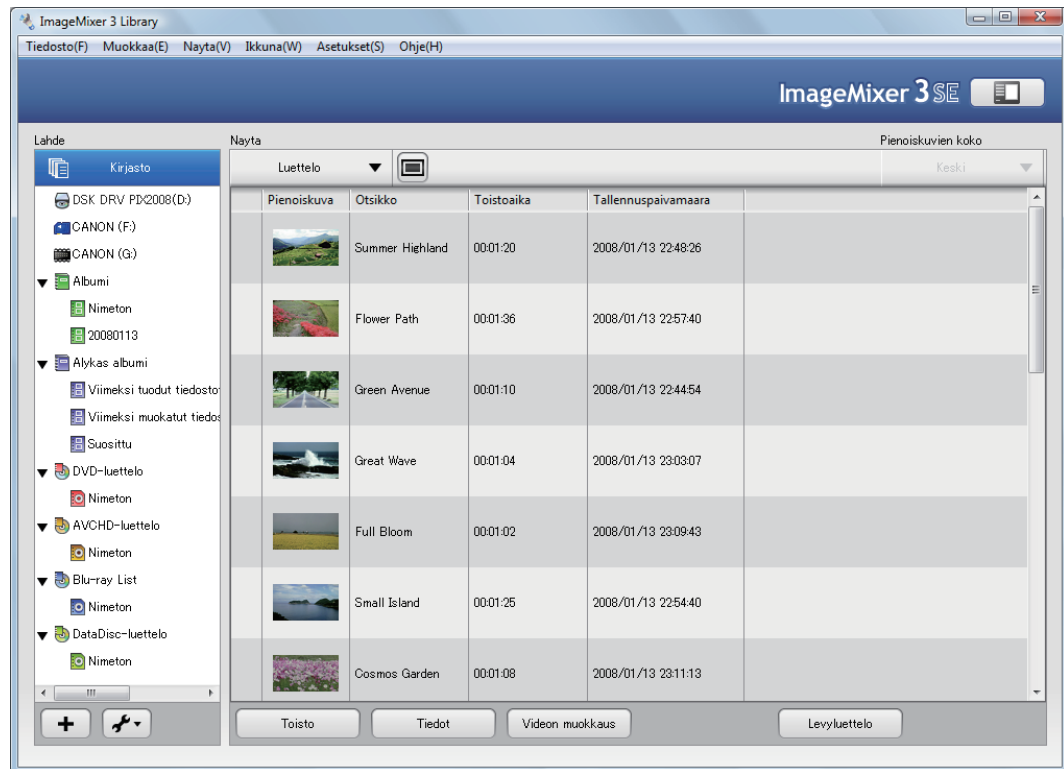 ImageMixer 3 Library
Tiedosto(F) Muokkaa(E) Nayta(V) Ikkuna(W) Asetukset(S) Ohje(H)
ImageMixer 3 SE
Lahde
Kirjasto
DSK DRV PIX2008(D:)
CANON (F:)
CANON (G:)
Albumi
Nimeton
20080113
Alykas albumi
Viimeksi tuodut tiedosto
Viimeksi muokatut tiedos
Suosittu
DVD-luettelo
Nimeton
AVCHD-luettelo
Nimeton
Blu-ray List
Nimeton
DataDisc-luettelo
Nimeton
Nayta
Pienoiskuvien koko
Luettelo
Keski
Pienoiskuva Otsikko Toistoaika Tallennuspaivamaara
Summer Highland 00:01:20 2008/01/13 22:48:26
Flower Path 00:01:36 2008/01/13 22:57:40
Green Avenue 00:01:10 2008/01/13 22:44:54
Great Wave 00:01:04 2008/01/13 23:03:07
Full Bloom 00:01:02 2008/01/13 23:09:43
Small Island 00:01:25 2008/01/13 22:54:40
Cosmos Garden 00:01:08 2008/01/13 23:11:13
Toisto Tiedot Videon muokkaus Levyluettelo